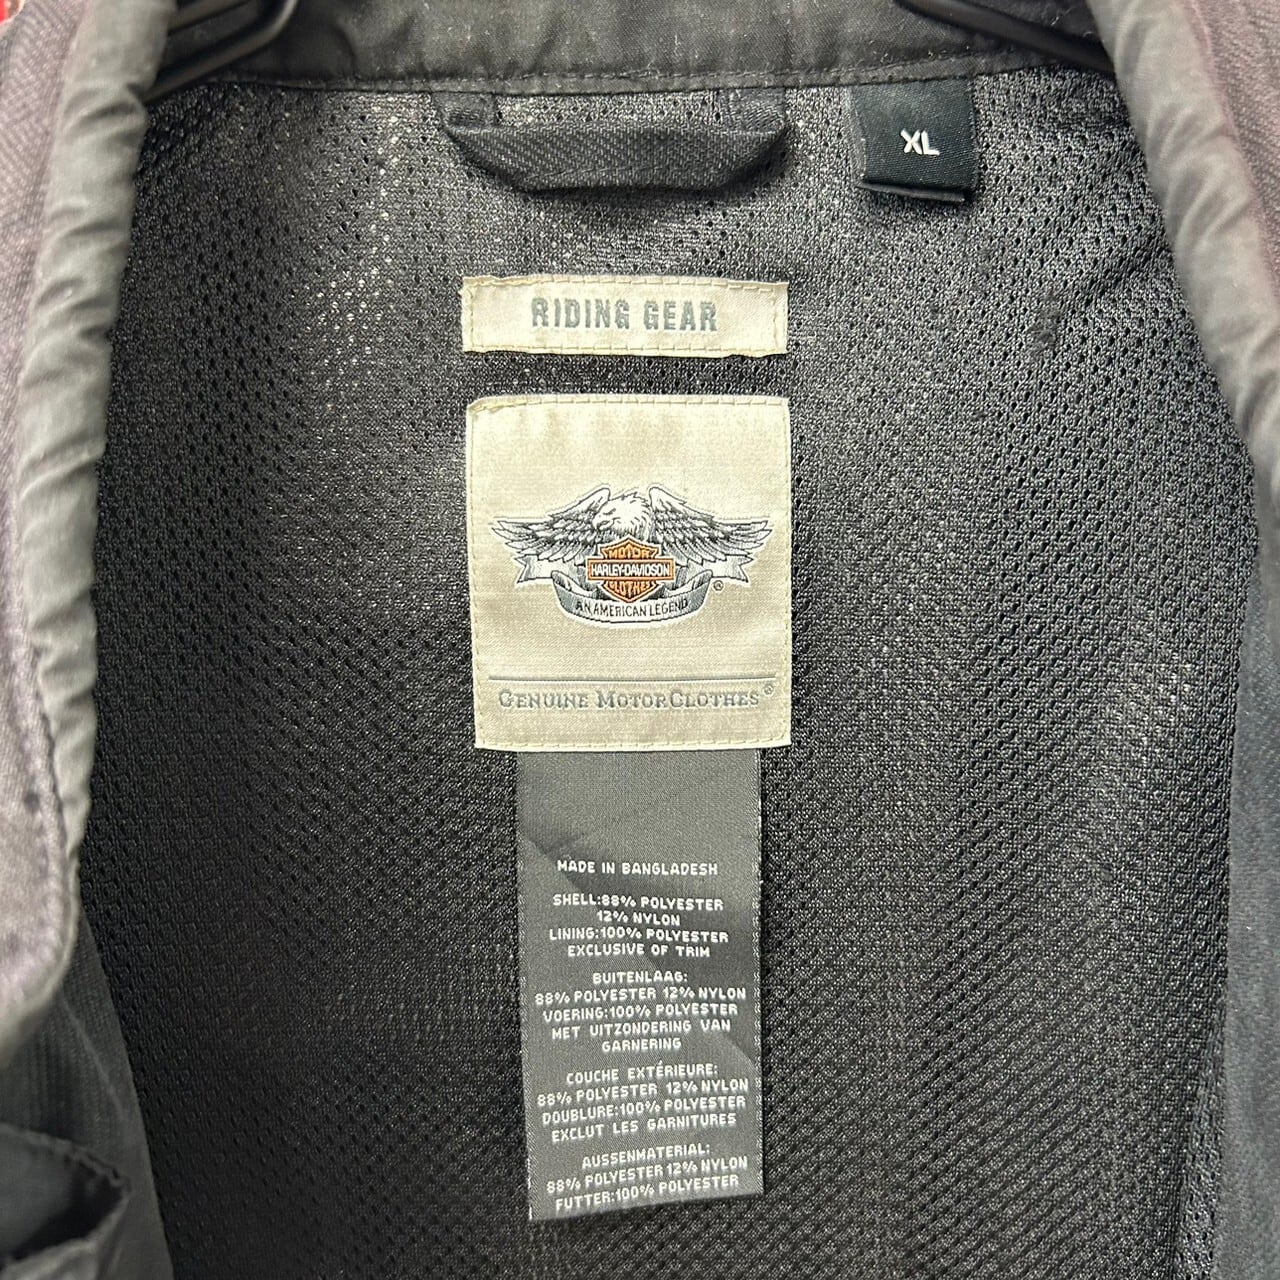 XL
RIDING GEAR
MOTOR
HARLEY-DAVIDSON
CLOTHES
®
AN AMERICAN LEGEND
GENUINE MOTORCLOTHES®
MADE IN BANGLADESH
SHELL:88% POLYESTER
12% NYLON
LINING:100% POLYESTER
EXCLUSIVE OF TRIM
BUITENLAAG:
88% POLYESTER 12% NYLON
VOERING:100% POLYESTER
MET UITZONDERING VAN
GARNERING
COUCHE EXTÉRIEURE:
88% POLYESTER 12% NYLON
DOUBLURE:100% POLYESTER
EXCLUT LES GARNITURES
AUSSENMATERIAL:
88% POLYESTER 12% NYLON
FUTTER:100% POLYESTER